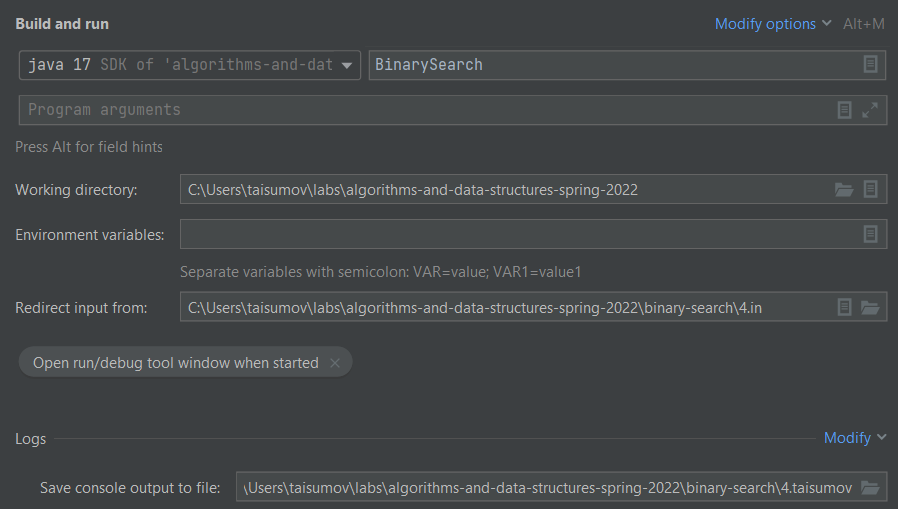 Build and run Modify options Alt+M
java 17 SDK of 'algorithms-and-dat BinarySearch
Program arguments
Press Alt for field hints
Working directory: C:\Users\taisumov\labs\algorithms-and-data-structures-spring-2022
Environment variables:
Separate variables with semicolon: VAR=value; VAR1=value1
Redirect input from: C:\Users\taisumov\labs\algorithms-and-data-structures-spring-2022\binary-search\4.in
Open run/debug tool window when started
Logs Modify
Save console output to file: \Users\taisumov\labs\algorithms-and-data-structures-spring-2022\binary-search\4.taisumov